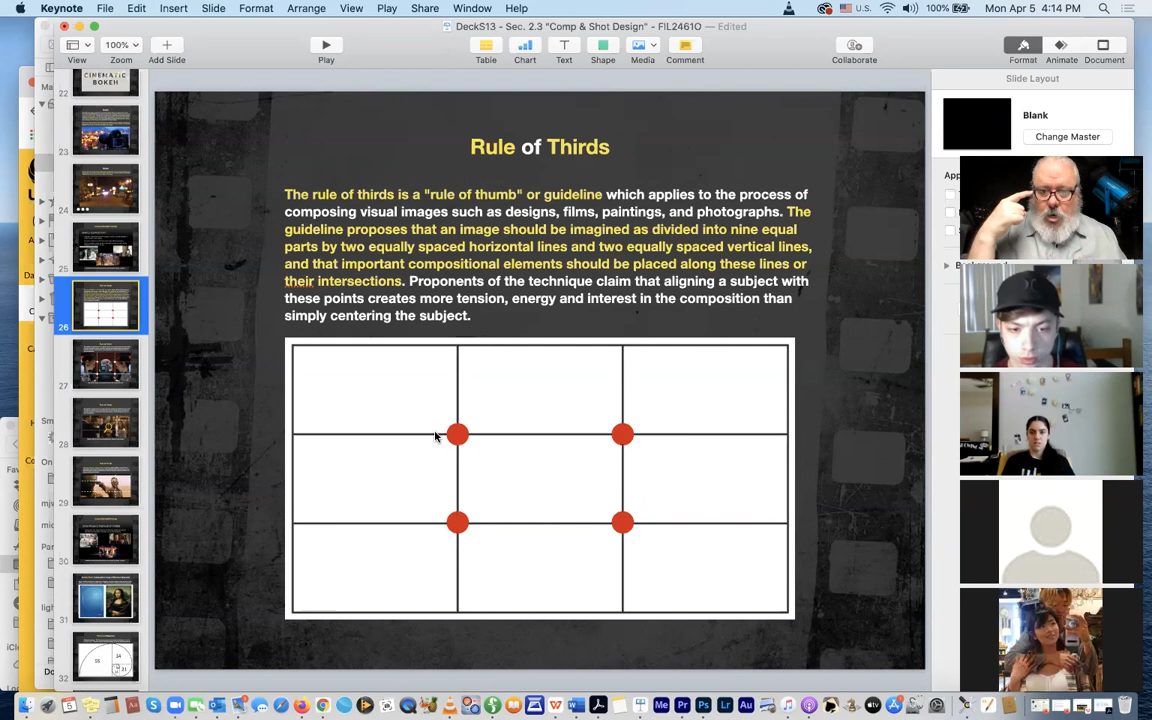 Keynote File Edit Insert Slide Format Arrange View Play Share Window Help
U.S. 100% Mon Apr 5 4:14 PM
DeckS13 - Sec. 2.3 "Comp & Shot Design" - FIL2461O — Edited
100%
View Zoom Add Slide Play Table Chart Text Shape Media Comment Collaborate Format Animate Document
Slide Layout
Blank
Change Master
CINEMATIC
BOKEH
22
23
24
25
26
27
28
29
30
31
32
Rule of Thirds
The rule of thirds is a "rule of thumb" or guideline which applies to the process of
composing visual images such as designs, films, paintings, and photographs. The
guideline proposes that an image should be imagined as divided into nine equal
parts by two equally spaced horizontal lines and two equally spaced vertical lines,
and that important compositional elements should be placed along these lines or
their intersections. Proponents of the technique claim that aligning a subject with
these points creates more tension, energy and interest in the composition than
simply centering the subject.